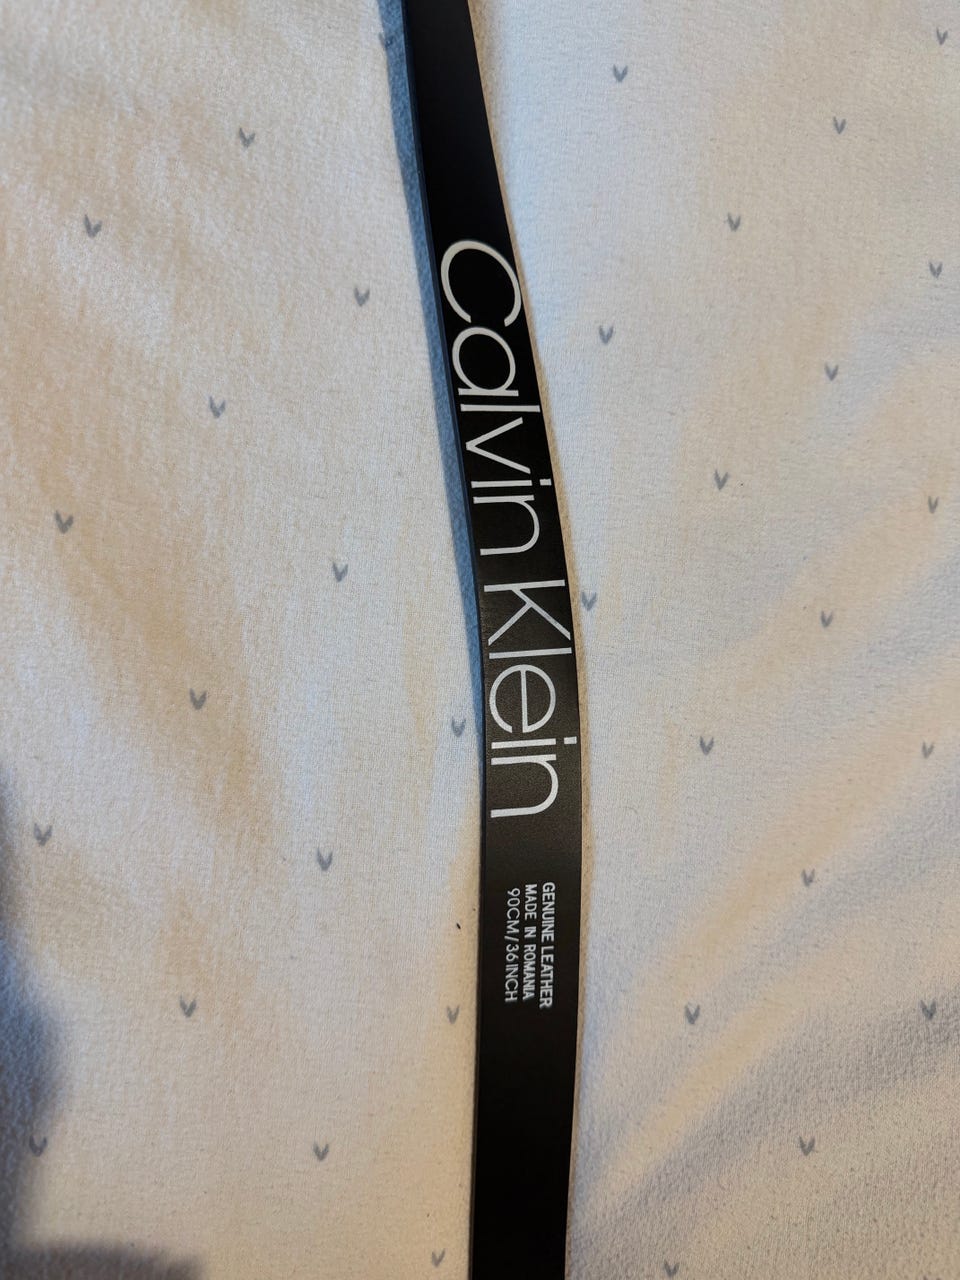 Calvin Klein
GENUINE LEATHER
MADE IN ROMANIA
90CM/36INCH